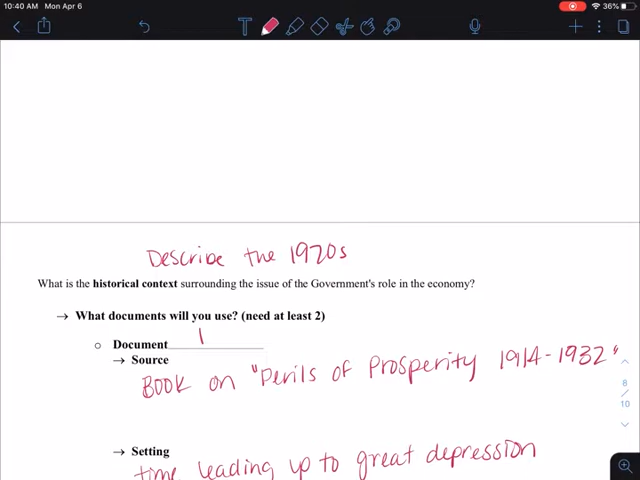 10:40 AM Mon Apr 6
36%
T
Describe the 1920s
What is the historical context surrounding the issue of the Government's role in the economy?
→ What documents will you use? (need at least 2)
○ Document 1
→ Source
BOOK on "Perils of Prosperity 1914-1932"
8
/
10
→ Setting
time leading up to great depression